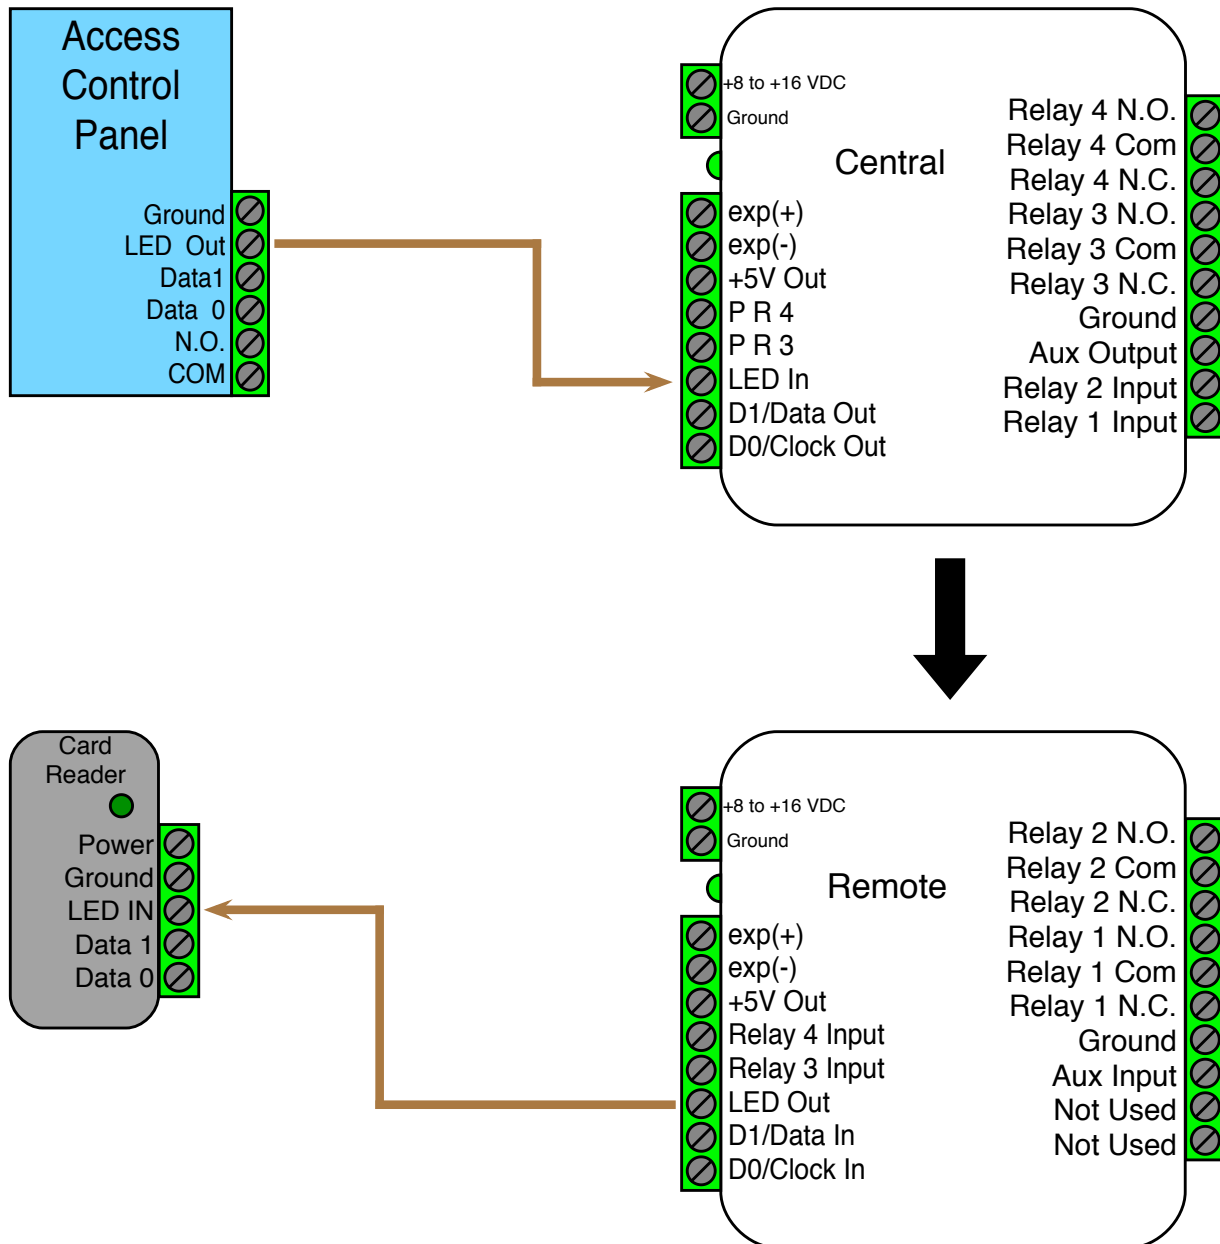 Access
Control
Panel
Ground
LED Out
Data1
Data 0
N.O.
COM
+8 to +16 VDC
Ground
Central
exp(+)
exp(-)
+5V Out
P R 4
P R 3
LED In
D1/Data Out
D0/Clock Out
Relay 4 N.O.
Relay 4 Com
Relay 4 N.C.
Relay 3 N.O.
Relay 3 Com
Relay 3 N.C.
Ground
Aux Output
Relay 2 Input
Relay 1 Input
Card
Reader
Power
Ground
LED IN
Data 1
Data 0
+8 to +16 VDC
Ground
Remote
exp(+)
exp(-)
+5V Out
Relay 4 Input
Relay 3 Input
LED Out
D1/Data In
D0/Clock In
Relay 2 N.O.
Relay 2 Com
Relay 2 N.C.
Relay 1 N.O.
Relay 1 Com
Relay 1 N.C.
Ground
Aux Input
Not Used
Not Used